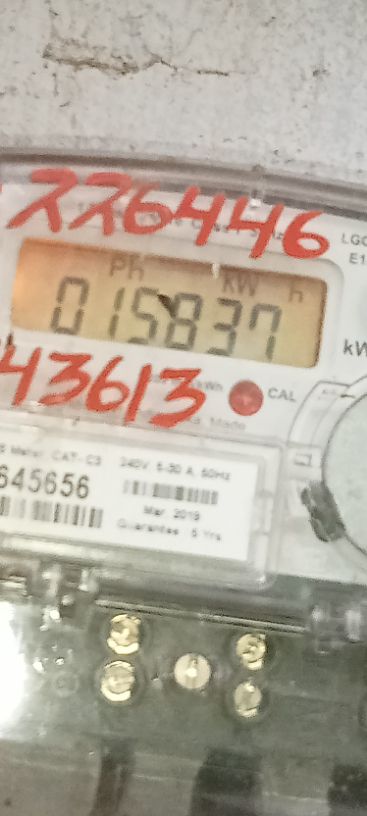 226446
LGC
E1
Ph kW h
015837
kW
43613
kWh
CAL
S Meter, CAT-C3
240V, 5-30 A, 50Hz
645656
Mar 2019
Guarantee 5 Yrs.